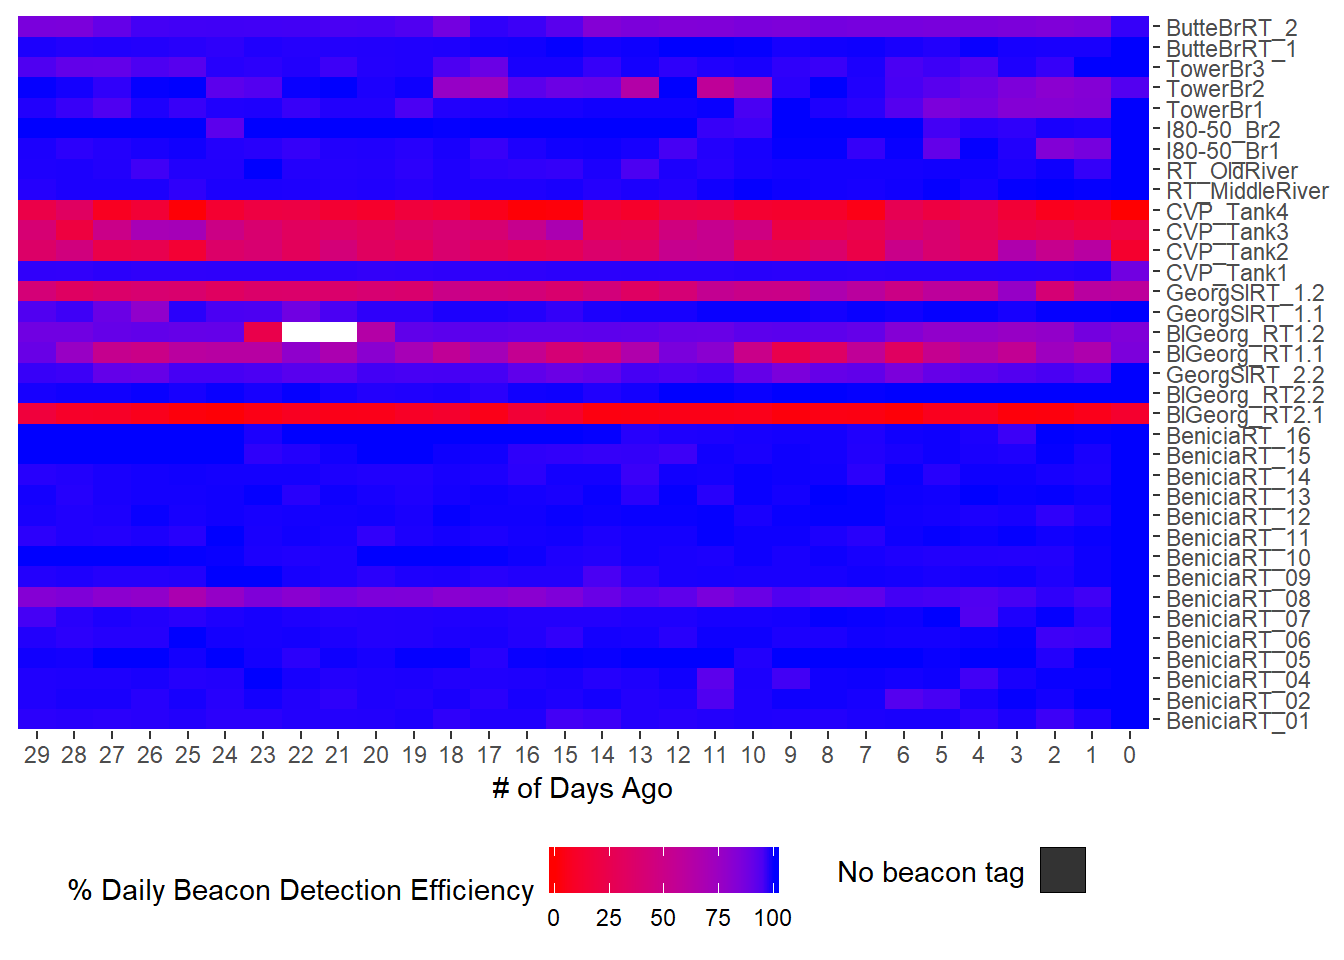 ButteBrRT_2
ButteBrRT_1
TowerBr3
TowerBr2
TowerBr1
I80-50_Br2
I80-50_Br1
RT_OldRiver
RT_MiddleRiver
CVP_Tank4
CVP_Tank3
CVP_Tank2
CVP_Tank1
GeorgSlRT_1.2
GeorgSlRT_1.1
BlGeorg_RT1.2
BlGeorg_RT1.1
GeorgSlRT_2.2
BlGeorg_RT2.2
BlGeorg_RT2.1
BeniciaRT_16
BeniciaRT_15
BeniciaRT_14
BeniciaRT_13
BeniciaRT_12
BeniciaRT_11
BeniciaRT_10
BeniciaRT_09
BeniciaRT_08
BeniciaRT_07
BeniciaRT_06
BeniciaRT_05
BeniciaRT_04
BeniciaRT_02
BeniciaRT_01
29 28 27 26 25 24 23 22 21 20 19 18 17 16 15 14 13 12 11 10 9 8 7 6 5 4 3 2 1 0
# of Days Ago
% Daily Beacon Detection Efficiency
0 25 50 75 100
No beacon tag